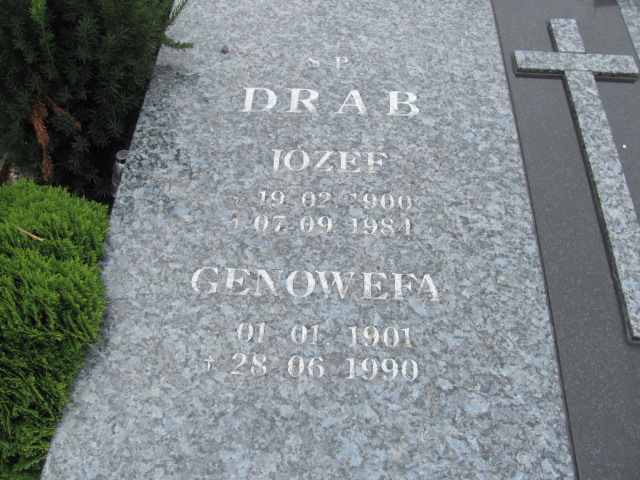 Ś P
DRAB
JÓZEF
* 19 02 1900
† 07 09 1984
GENOWEFA
* 01 01 1901
† 28 06 1990